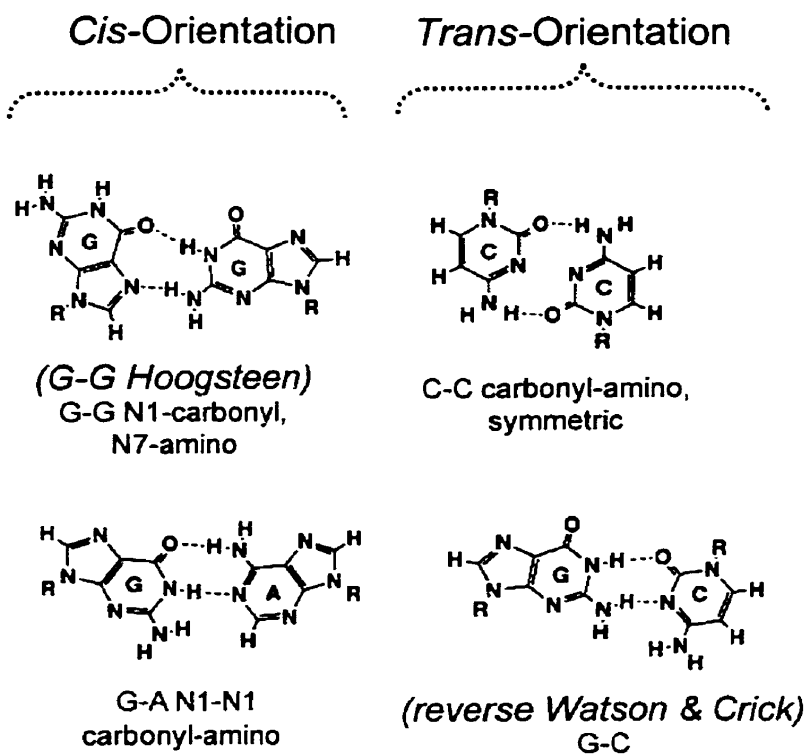 Cis-Orientation
Trans-Orientation
H H
H-N N O H O N H
G N G
N N H-N N N R
R H H
(G-G Hoogsteen)
G-G N1-carbonyl,
N7-amino
R H H
N O N
H C
H N N H
N C
H H O N H
R
C-C carbonyl-amino,
symmetric
H
N O H-N N H
H G A
N N-H N N
R N N R
N-H H
H
G-A N1-N1
carbonyl-amino
O R
N N-H O N
H G C H
N N N-H N
R H H-N H
H
(reverse Watson & Crick)
G-C